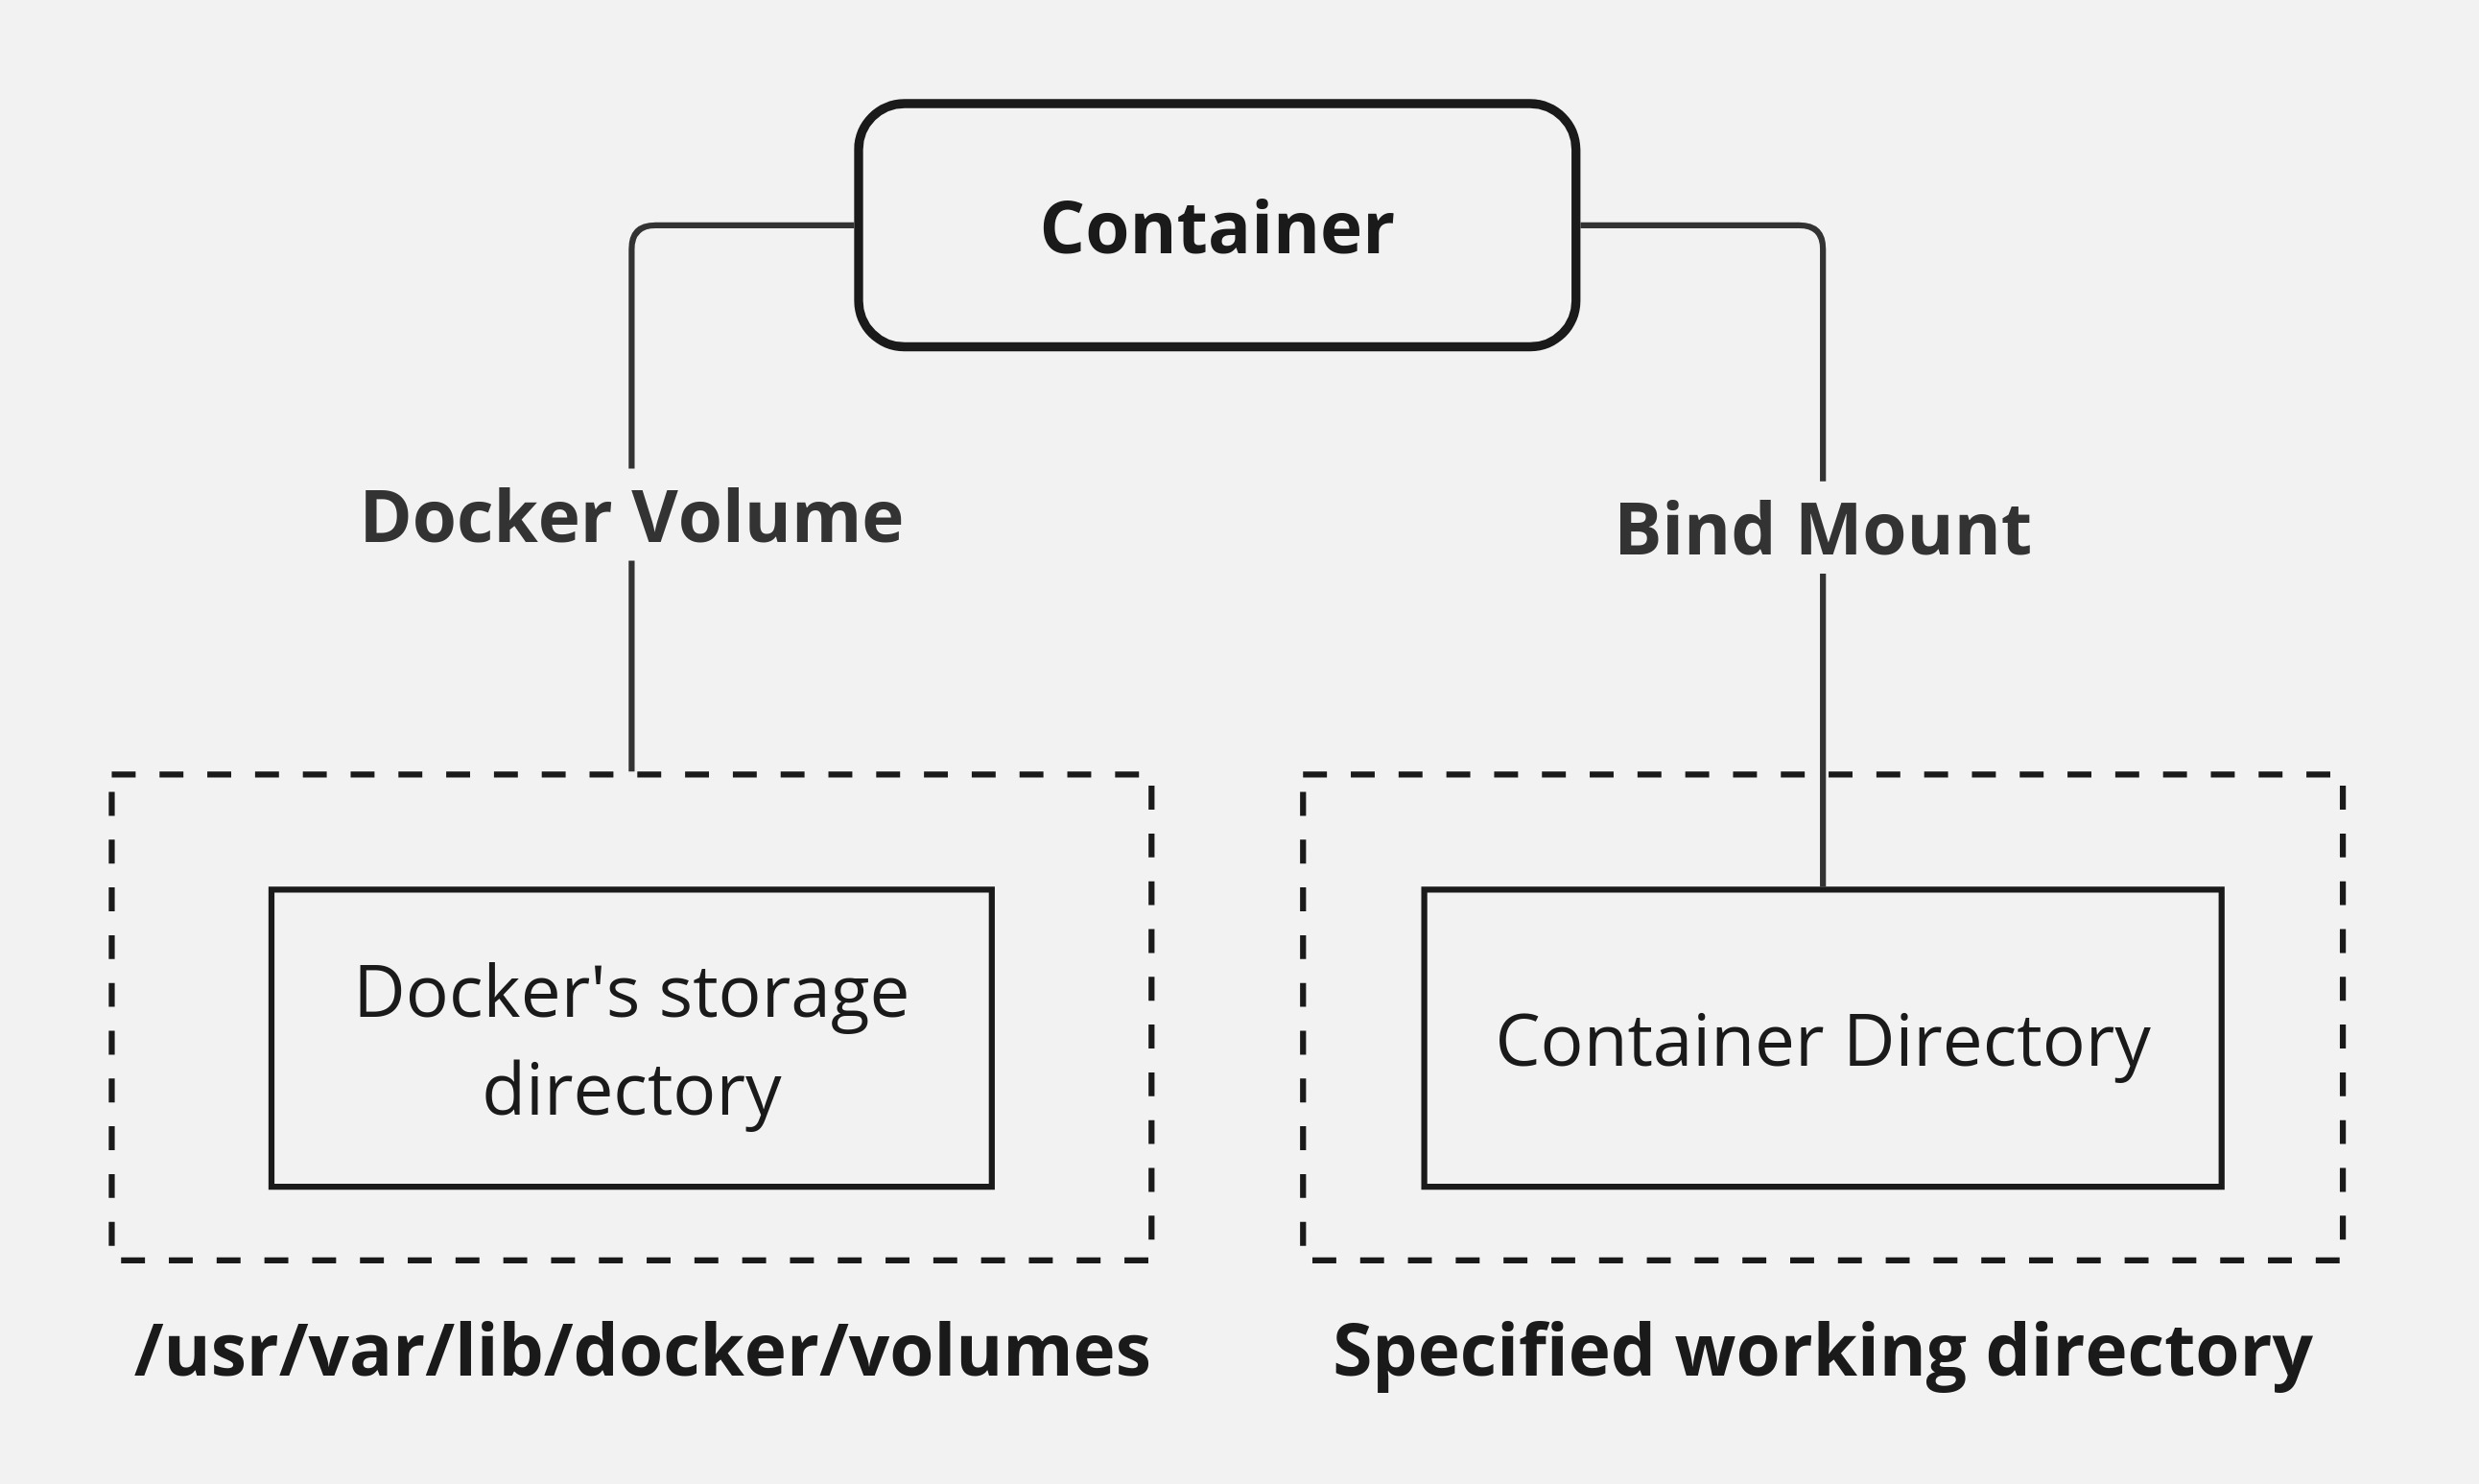 Container
Docker Volume
Bind Mount
Docker's storage
directory
Container Directory
/usr/var/lib/docker/volumes
Specified working directory